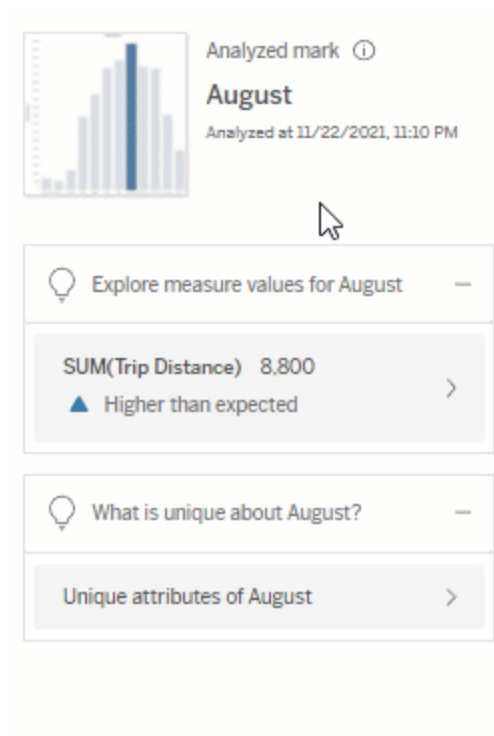 Analyzed mark
August
Analyzed at 11/22/2021, 11:10 PM
Explore measure values for August
SUM(Trip Distance) 8,800
Higher than expected
What is unique about August?
Unique attributes of August